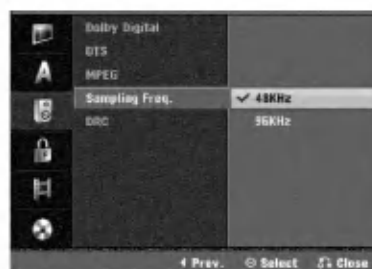 Dolby Digital
DTS
MPEG
A
Sampling Freq. ✓ 48KHz
DRC 96KHz
Prev. Select Close